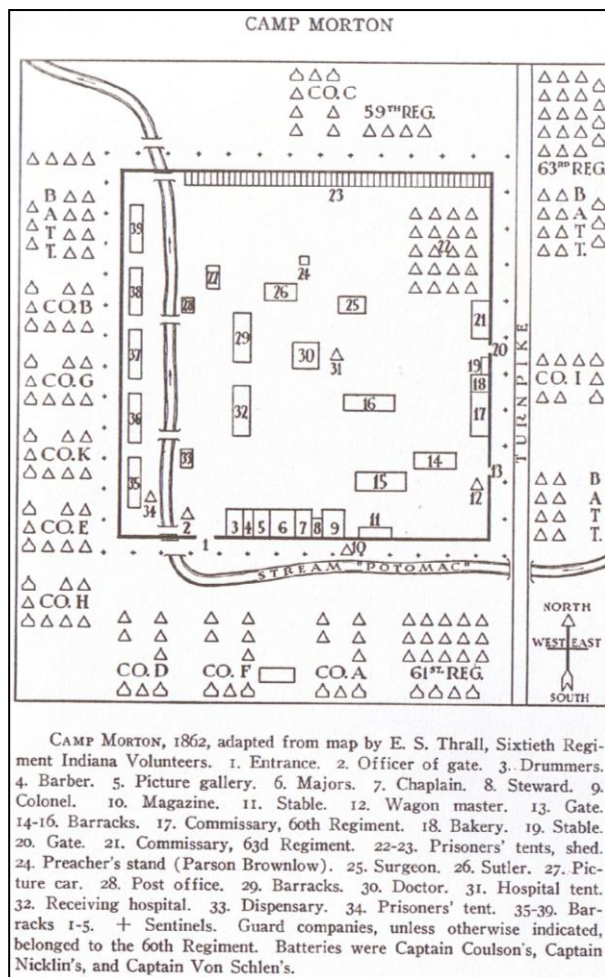 CAMP MORTON
CO. C
59TH REG.
63RD REG.
23
B
A
T
T.
B
A
T
T.
39
22
24
27
26
38
28
25
21
CO. B
29
20
30
31
19
37
18
CO. I
CO. G
16
17
32
36
TURNPIKE
CO. K
33
14
13
35
15
12
34
CO. E
2
3 4 5 6 7 8 9
11
B
A
T
T.
1
10
STREAM "POTOMAC"
CO. H
NORTH
WEST EAST
SOUTH
CO. D
CO. F
CO. A
61ST. REG.
CAMP MORTON, 1862, adapted from map by E. S. Thrall, Sixtieth Regi-
ment Indiana Volunteers. 1. Entrance. 2. Officer of gate. 3. Drummers.
4. Barber. 5. Picture gallery. 6. Majors. 7. Chaplain. 8. Steward. 9.
Colonel. 10. Magazine. 11. Stable. 12. Wagon master. 13. Gate.
14-16. Barracks. 17. Commissary, 60th Regiment. 18. Bakery. 19. Stable.
20. Gate. 21. Commissary, 63d Regiment. 22-23. Prisoners' tents, shed.
24. Preacher's stand (Parson Brownlow). 25. Surgeon. 26. Sutler. 27. Pic-
ture car. 28. Post office. 29. Barracks. 30. Doctor. 31. Hospital tent.
32. Receiving hospital. 33. Dispensary. 34. Prisoners' tent. 35-39. Bar-
racks 1-5. + Sentinels. Guard companies, unless otherwise indicated,
belonged to the 60th Regiment. Batteries were Captain Coulson's, Captain
Nicklin's, and Captain Von Schlen's.